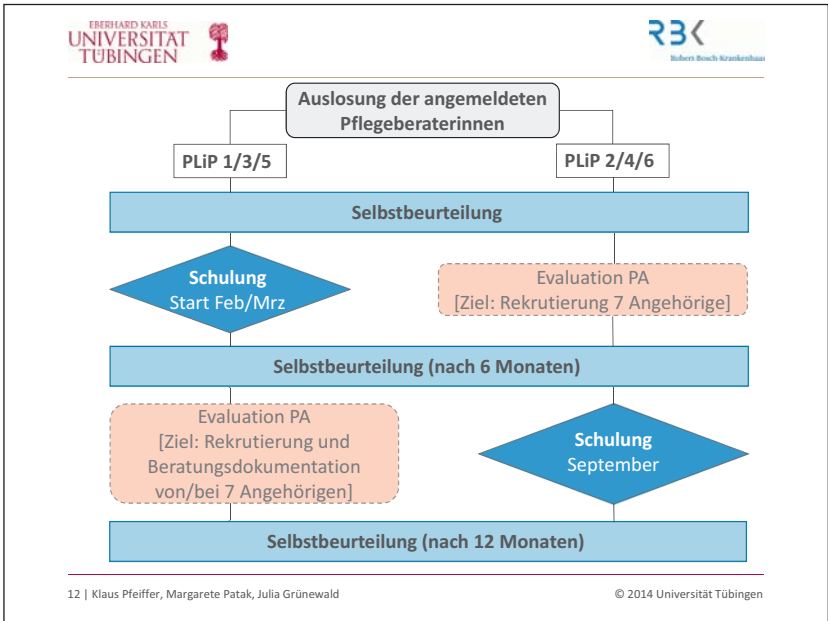 EBERHARD KARLS
UNIVERSITÄT
TÜBINGEN
RBK
Robert Bosch Krankenhaus
Auslosung der angemeldeten
Pflegeberaterinnen
PLiP 1/3/5
PLiP 2/4/6
Selbstbeurteilung
Schulung
Start Feb/Mrz
Evaluation PA
[Ziel: Rekrutierung 7 Angehörige]
Selbstbeurteilung (nach 6 Monaten)
Evaluation PA
[Ziel: Rekrutierung und
Beratungsdokumentation
von/bei 7 Angehörigen]
Schulung
September
Selbstbeurteilung (nach 12 Monaten)
12 | Klaus Pfeiffer, Margarete Patak, Julia Grünewald
© 2014 Universität Tübingen